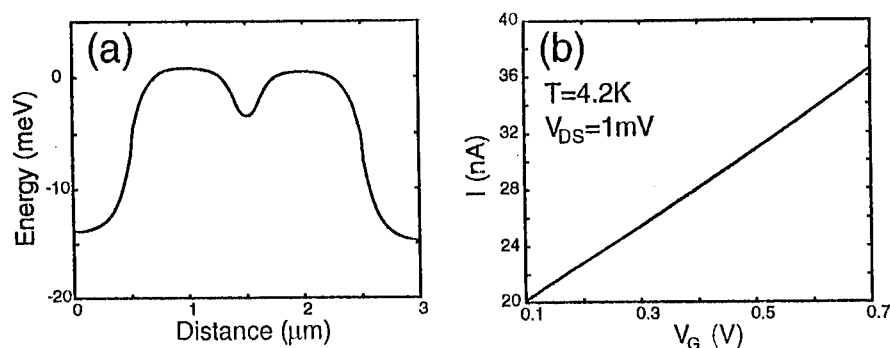 (a)
0
-10
-20
Energy (meV)
0
1
2
3
Distance (μm)
(b)
T=4.2K
V_DS=1mV
40
36
32
28
24
20
I (nA)
0.1
0.3
0.5
0.7
V_G (V)